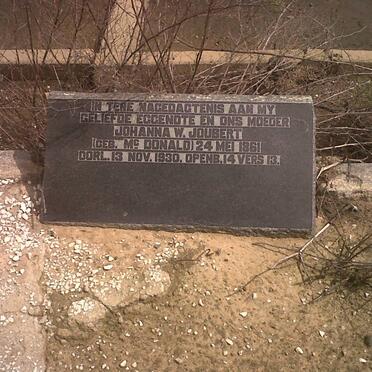 IN TERE NAGEDAGTENIS AAN MY
GELIEFDE EGGENOTE EN ONS MOEDER
JOHANNA W. JOUBERT
(GEB. Mc DONALD) 24 MEI 1861
OORL. 13 NOV. 1930. OPENB. 14 VERS 13.